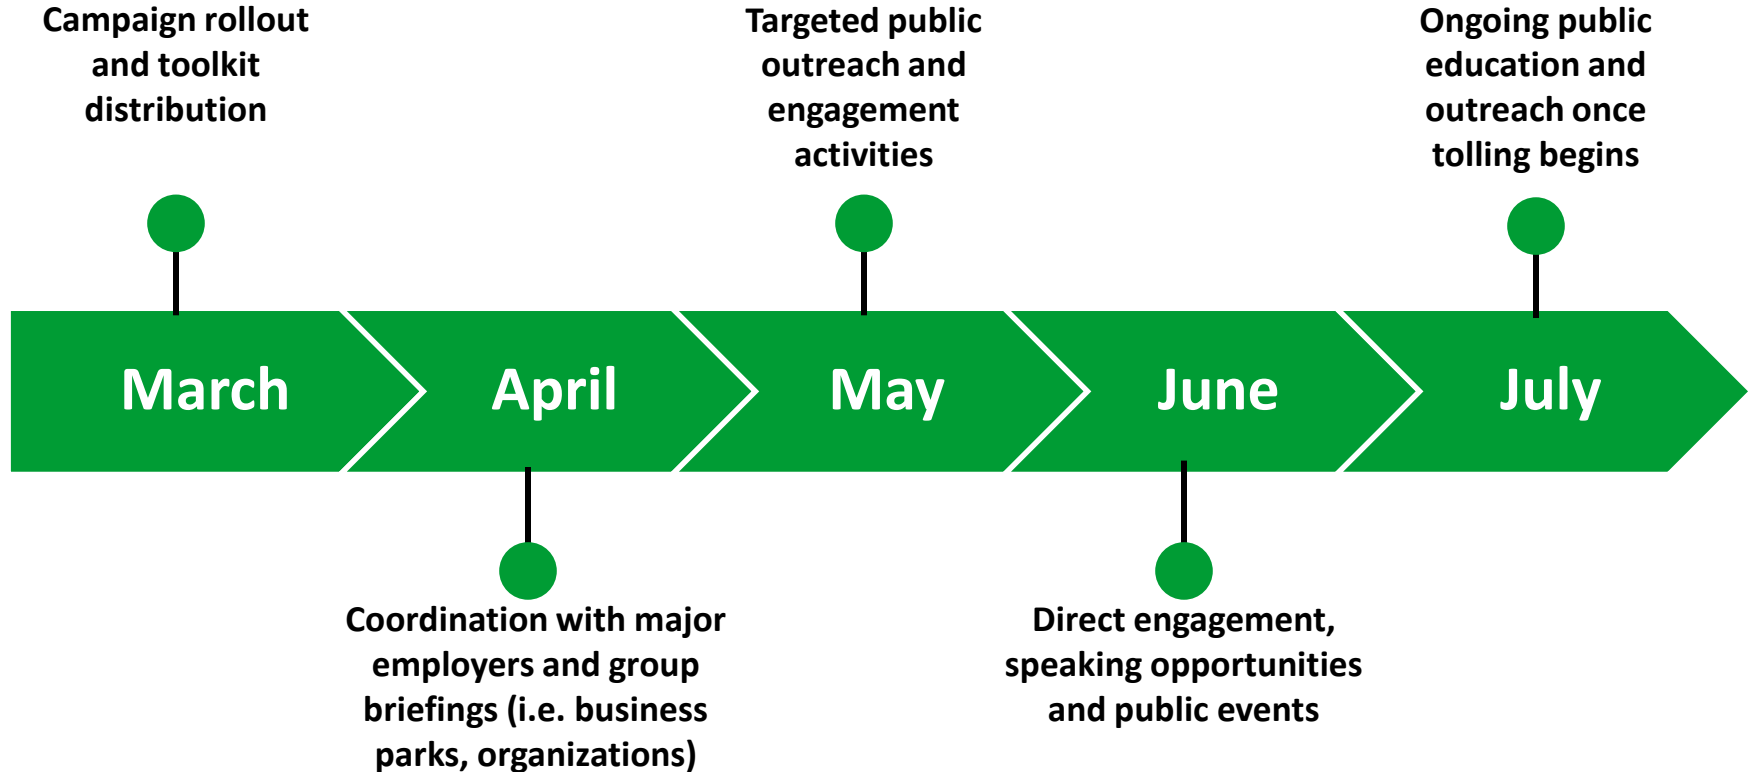 Campaign rollout
and toolkit
distribution
Targeted public
outreach and
engagement
activities
Ongoing public
education and
outreach once
tolling begins
March
April
May
June
July
Coordination with major
employers and group
briefings (i.e. business
parks, organizations)
Direct engagement,
speaking opportunities
and public events